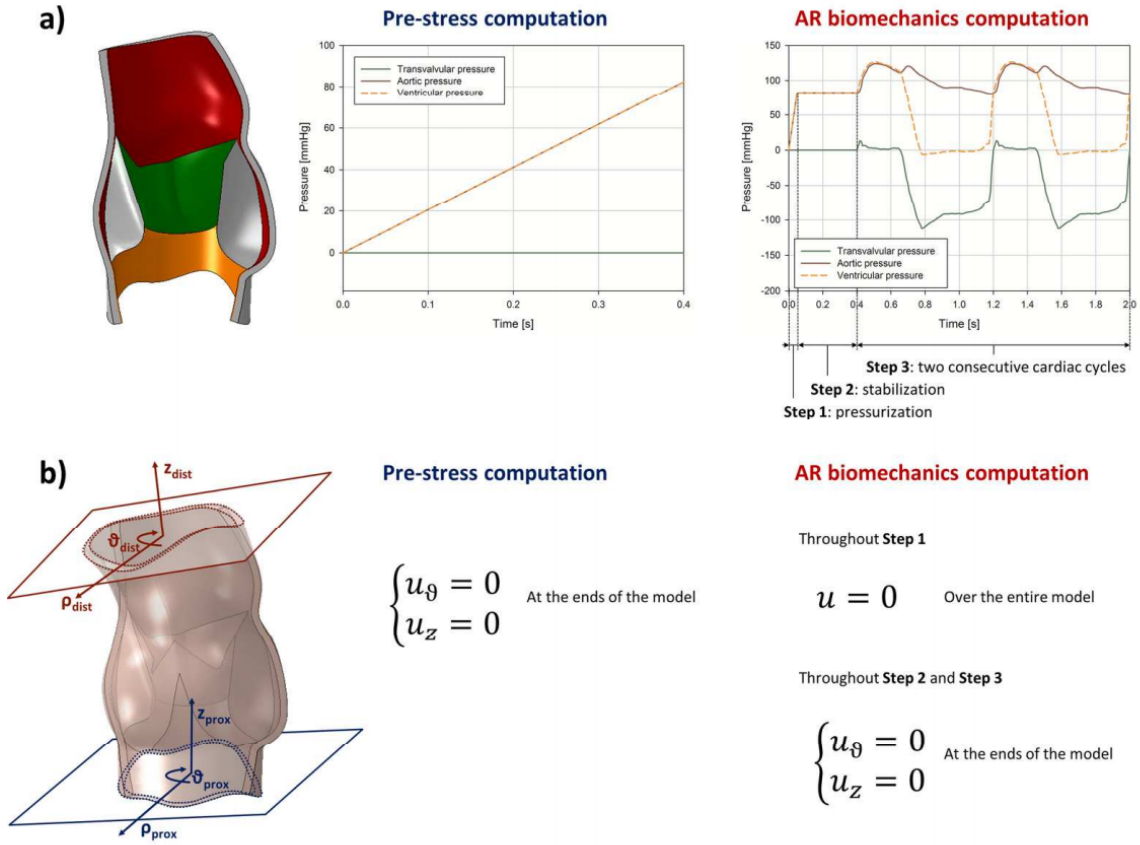 a)
Pre-stress computation
100
80
60
40
20
0
Pressure [mmHg]
Transvalvular pressure
Aortic pressure
Ventricular pressure
0.0 0.1 0.2 0.3 0.4
Time [s]
AR biomechanics computation
150
100
50
0
-50
-100
-150
-200
Pressure [mmHg]
Transvalvular pressure
Aortic pressure
Ventricular pressure
0.0 0.2 0.4 0.6 0.8 1.0 1.2 1.4 1.6 1.8 2.0
Time [s]
Step 3: two consecutive cardiac cycles
Step 2: stabilization
Step 1: pressurization
b)
z_dist
ϑ_dist
ρ_dist
z_prox
ϑ_prox
ρ_prox
Pre-stress computation
u_ϑ = 0
u_z = 0
At the ends of the model
AR biomechanics computation
Throughout Step 1
u = 0 Over the entire model
Throughout Step 2 and Step 3
u_ϑ = 0
u_z = 0
At the ends of the model